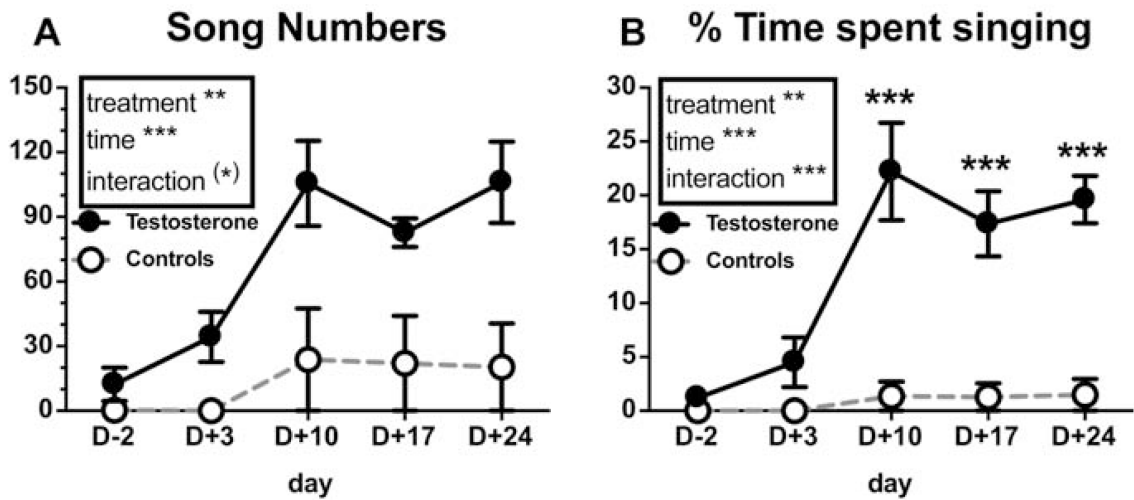 A Song Numbers
150
120
90
60
30
0
treatment **
time ***
interaction (*)
Testosterone
Controls
D-2 D+3 D+10 D+17 D+24
day
B % Time spent singing
30
25
20
15
10
5
0
treatment **
time ***
interaction ***
Testosterone
Controls
*** *** ***
D-2 D+3 D+10 D+17 D+24
day